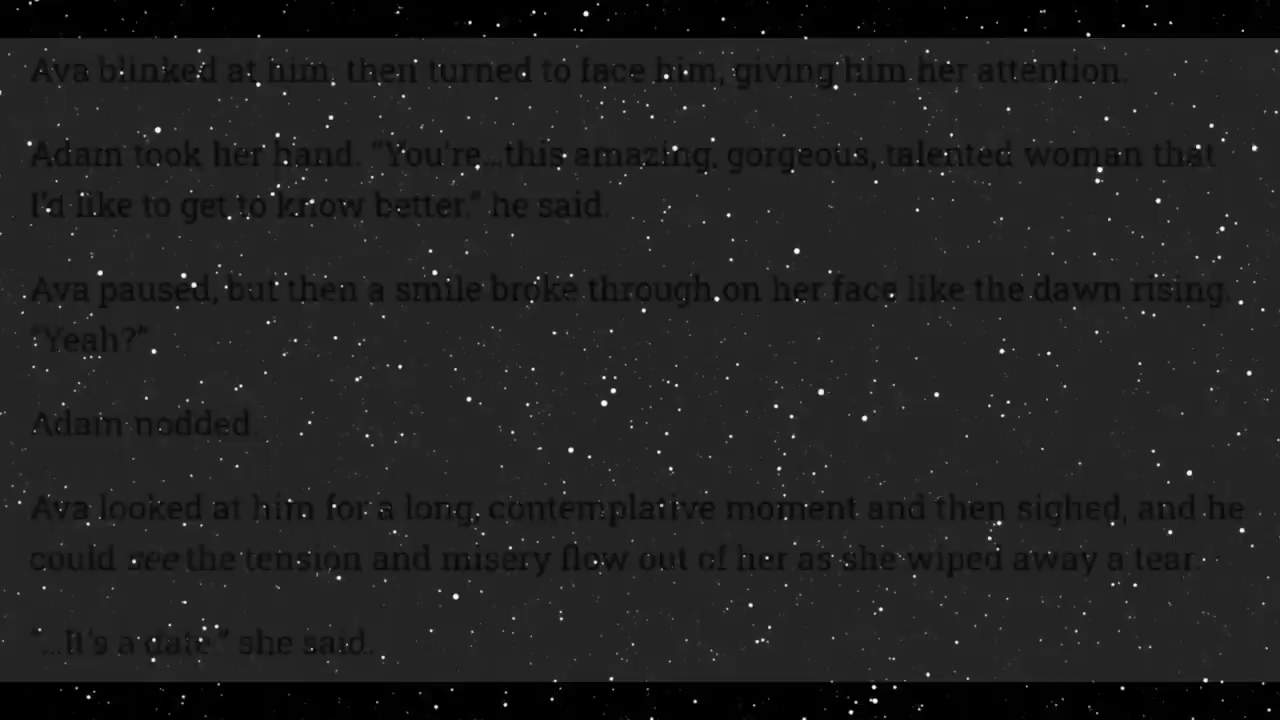 Ava blinked at him, then turned to face him, giving him her attention.
Adam took her hand. "You're...this amazing, gorgeous, talented woman that
I'd like to get to know better." he said.
Ava paused, but then a smile broke through on her face like the dawn rising.
"Yeah?"
Adam nodded.
Ava looked at him for a long, contemplative moment and then sighed, and he
could see the tension and misery flow out of her as she wiped away a tear.
"...It's a date." she said.